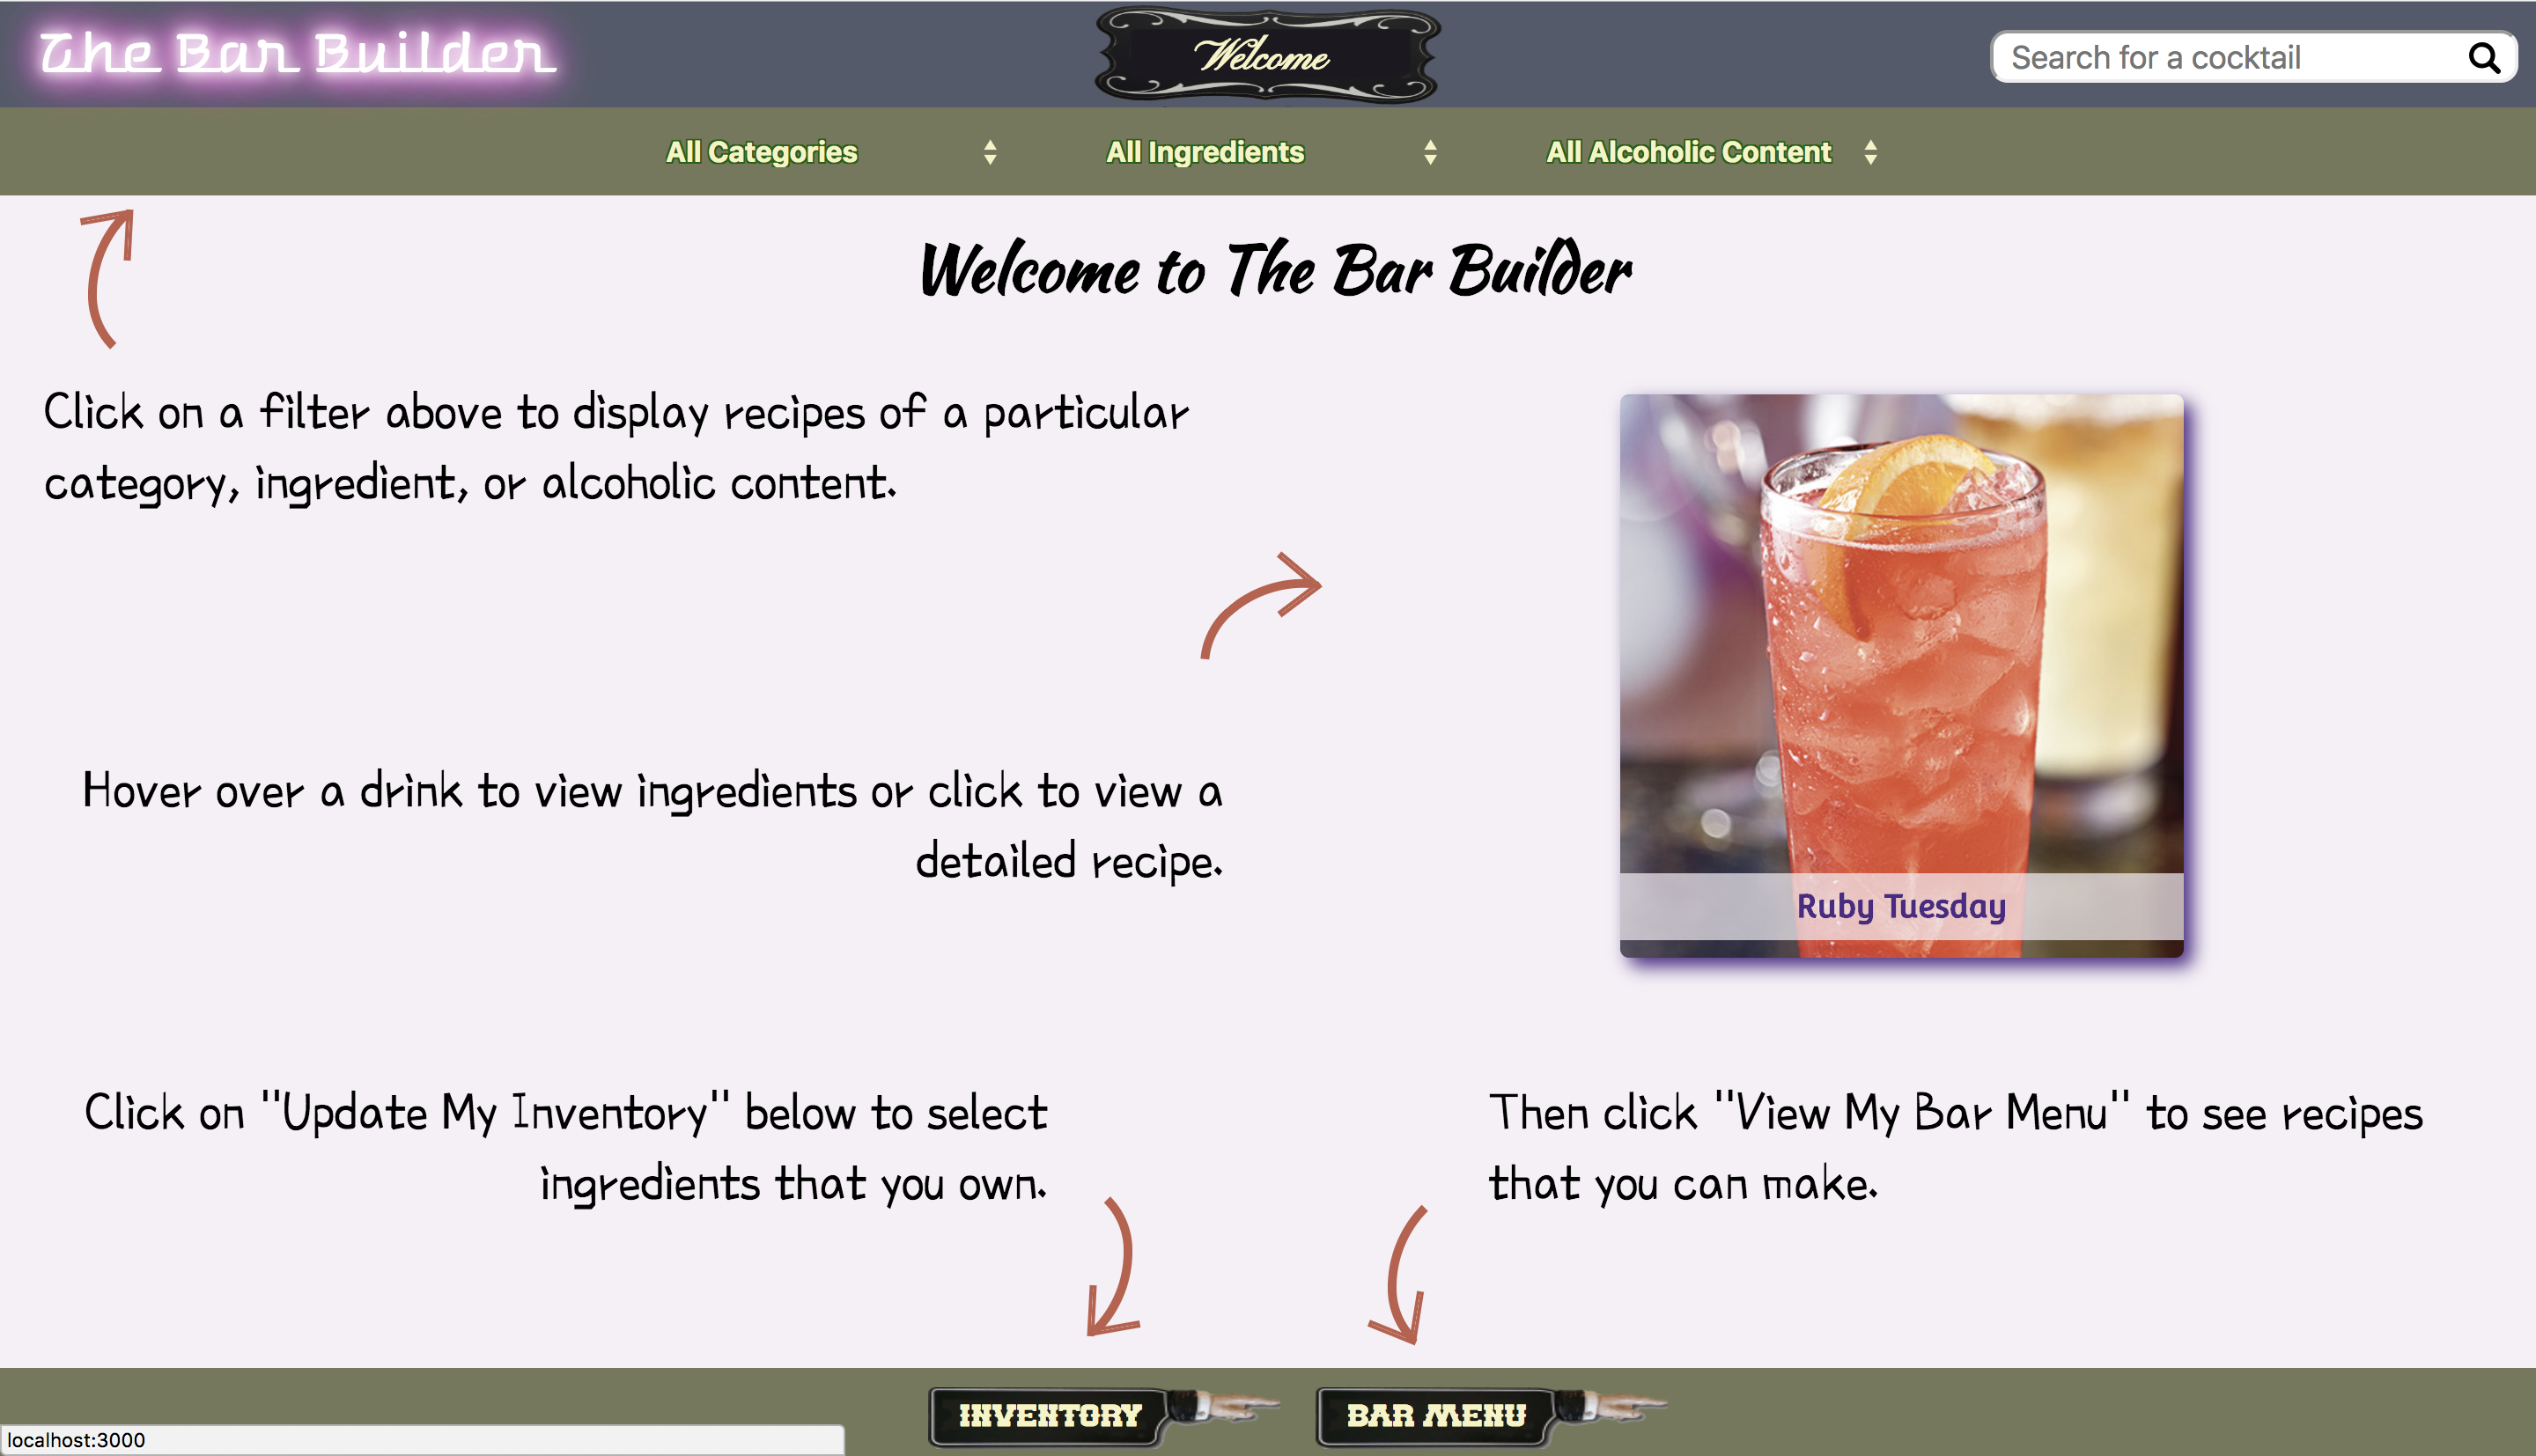 The Bar Builder
Welcome
Search for a cocktail
All Categories
All Ingredients
All Alcoholic Content
Welcome to The Bar Builder
Click on a filter above to display recipes of a particular
category, ingredient, or alcoholic content.
Hover over a drink to view ingredients or click to view a
detailed recipe.
Ruby Tuesday
Click on "Update My Inventory" below to select
ingredients that you own.
Then click "View My Bar Menu" to see recipes
that you can make.
INVENTORY
BAR MENU
localhost:3000